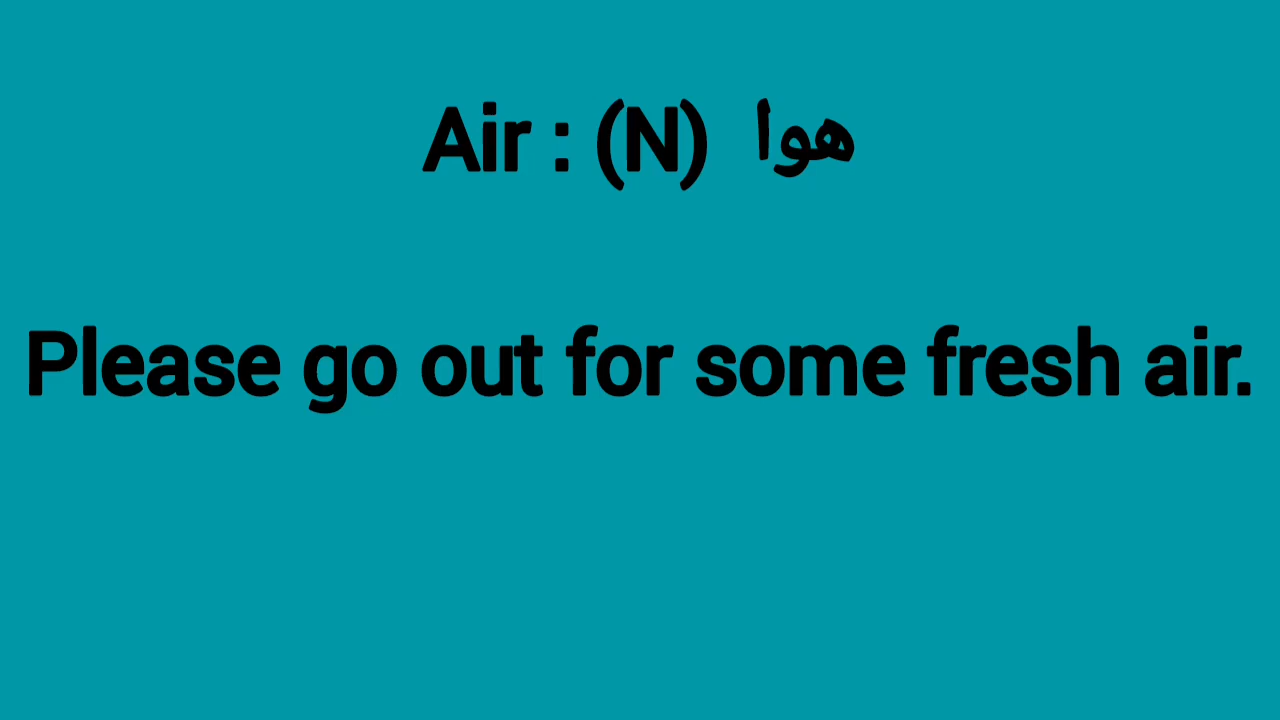 Air : (N) هوا
Please go out for some fresh air.